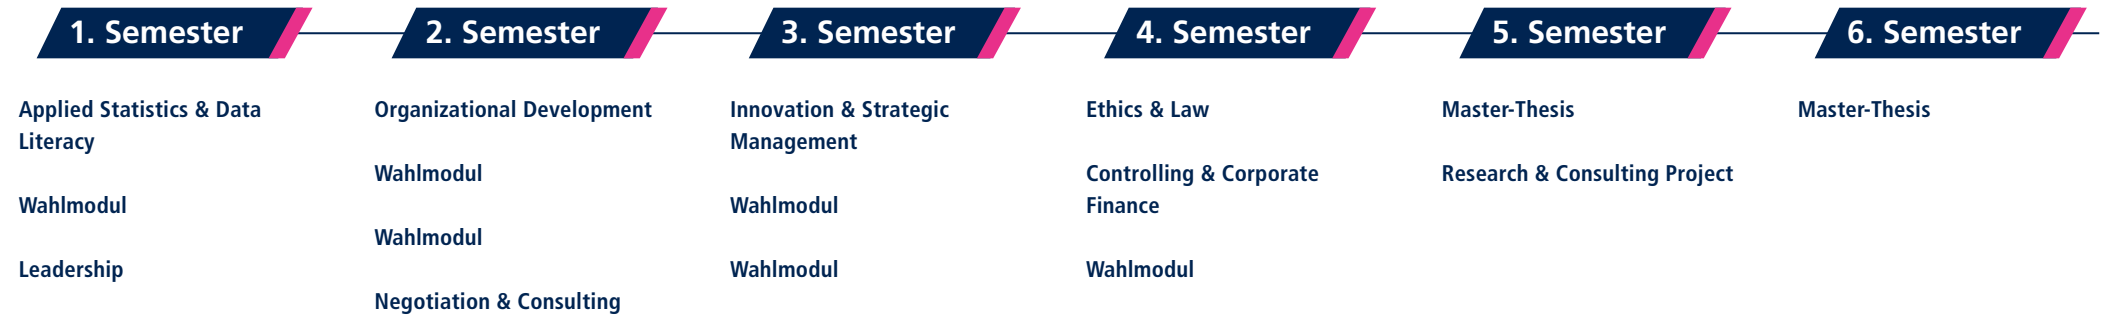 1. Semester
Applied Statistics & Data
Literacy
Wahlmodul
Leadership
2. Semester
Organizational Development
Wahlmodul
Wahlmodul
Negotiation & Consulting
3. Semester
Innovation & Strategic
Management
Wahlmodul
Wahlmodul
4. Semester
Ethics & Law
Controlling & Corporate
Finance
Wahlmodul
5. Semester
Master-Thesis
Research & Consulting Project
6. Semester
Master-Thesis